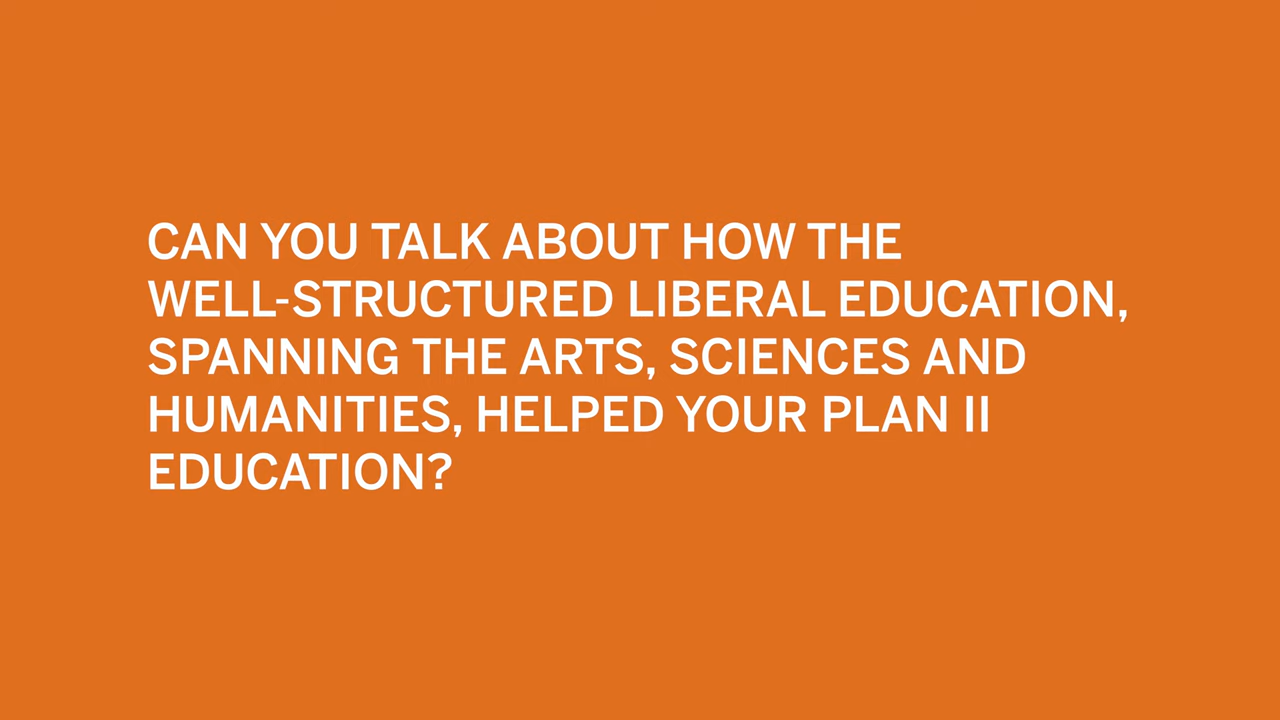 CAN YOU TALK ABOUT HOW THE
WELL-STRUCTURED LIBERAL EDUCATION,
SPANNING THE ARTS, SCIENCES AND
HUMANITIES, HELPED YOUR PLAN II
EDUCATION?